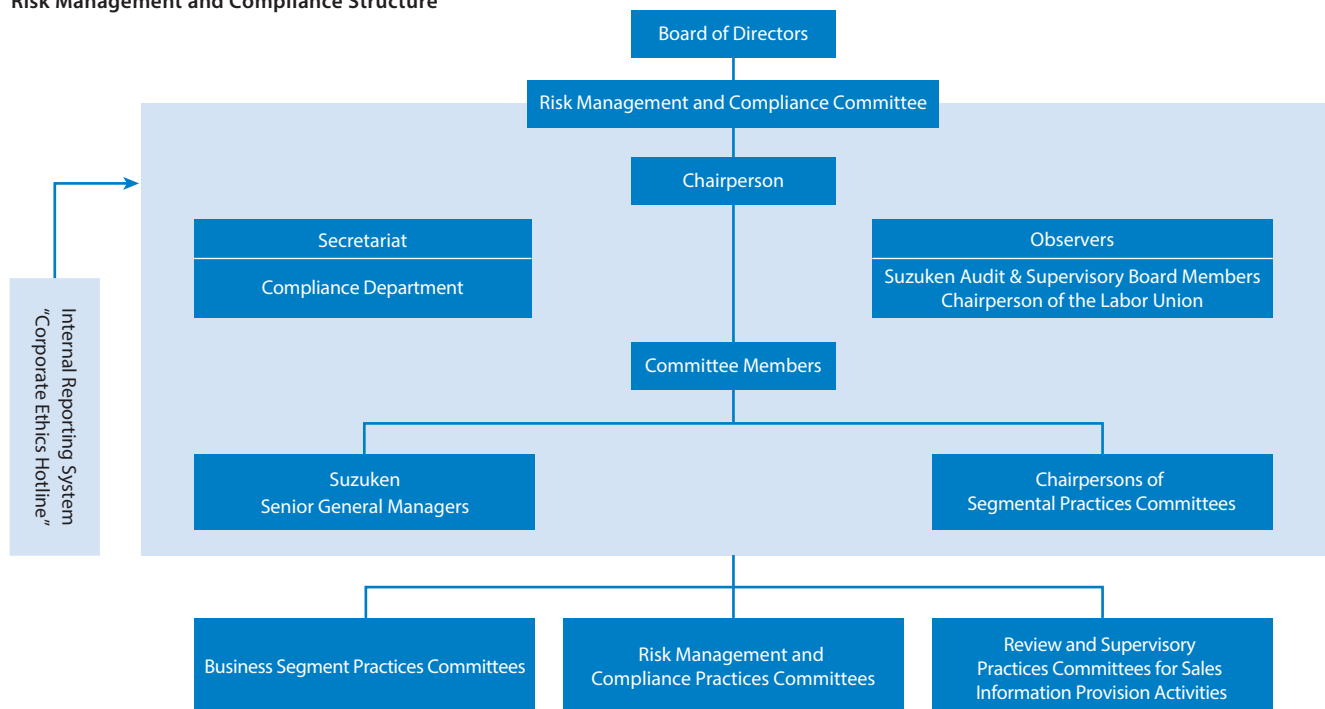 Risk Management and Compliance Structure
Board of Directors
Risk Management and Compliance Committee
Chairperson
Secretariat
Compliance Department
Observers
Suzuken Audit & Supervisory Board Members
Chairperson of the Labor Union
Internal Reporting System
"Corporate Ethics Hotline"
Committee Members
Suzuken
Senior General Managers
Chairpersons of
Segmental Practices Committees
Business Segment Practices Committees
Risk Management and
Compliance Practices Committees
Review and Supervisory
Practices Committees for Sales
Information Provision Activities